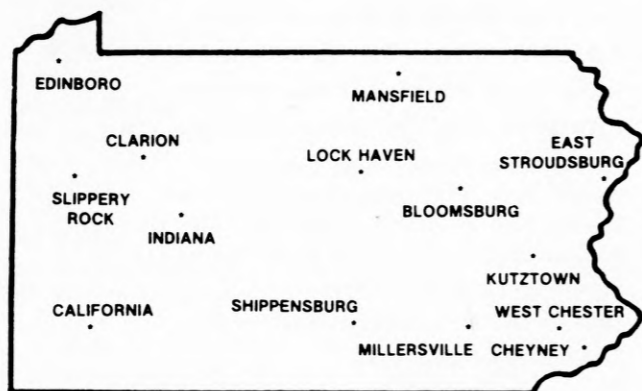 EDINBORO
MANSFIELD
CLARION
LOCK HAVEN
EAST
STROUDSBURG
SLIPPERY
ROCK
BLOOMSBURG
INDIANA
KUTZTOWN
CALIFORNIA
SHIPPENSBURG
WEST CHESTER
MILLERSVILLE
CHEYNEY